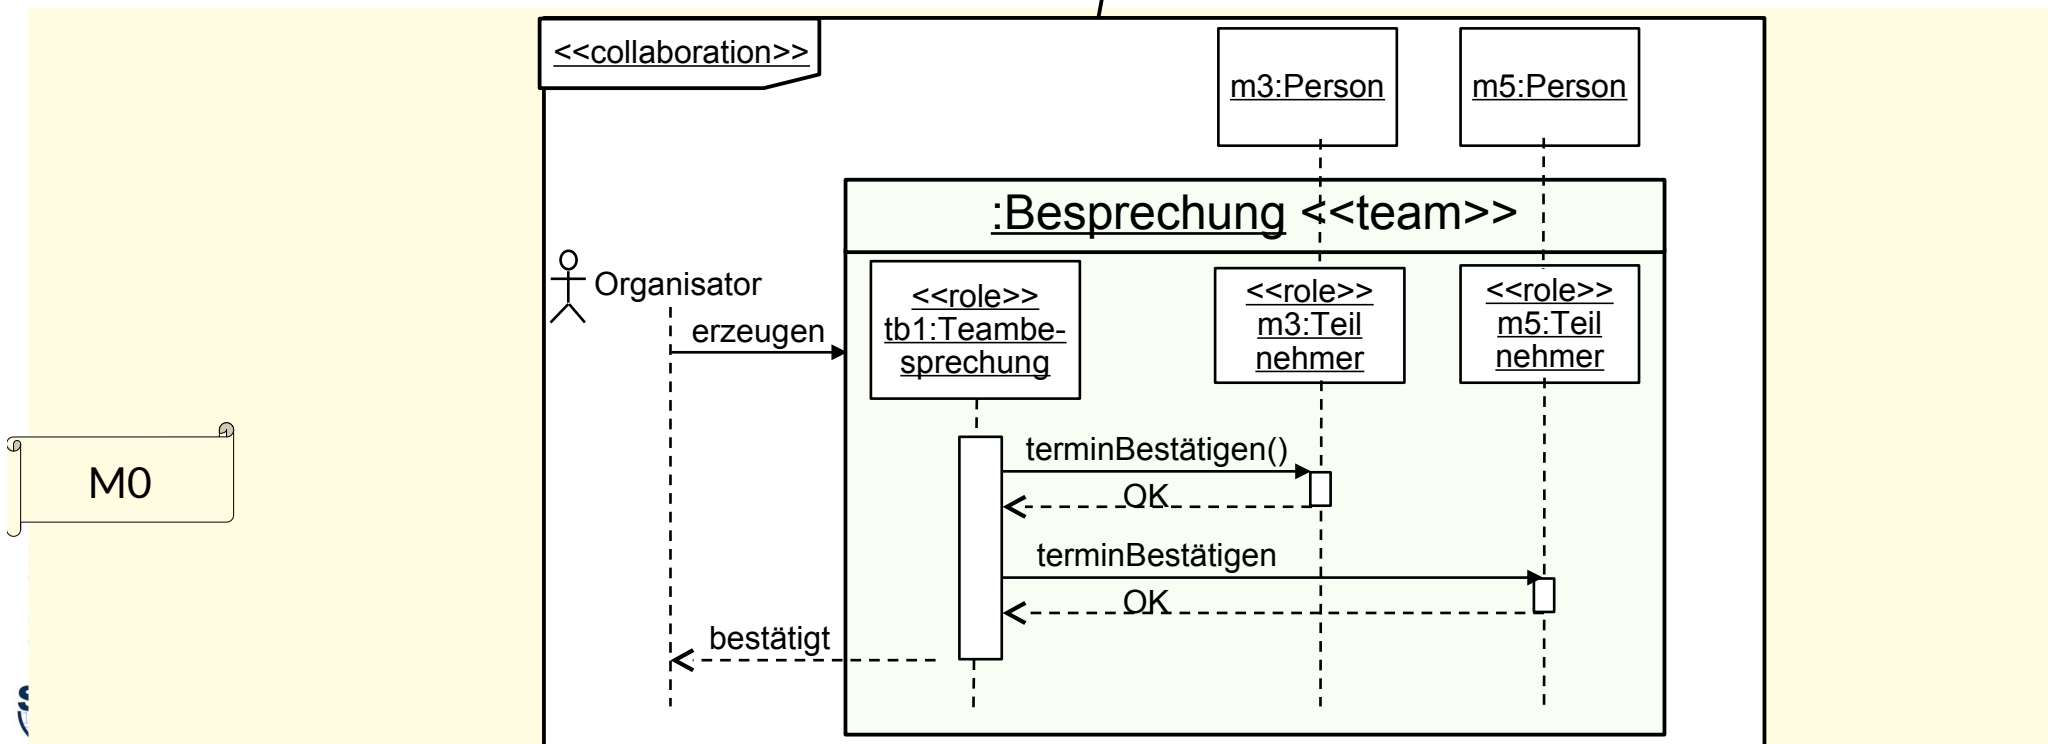 <<collaboration>>
m3:Person
m5:Person
:Besprechung <<team>>
Organisator
<<role>>
tb1:Teambe-
sprechung
<<role>>
m3:Teil
nehmer
<<role>>
m5:Teil
nehmer
erzeugen
M0
terminBestätigen()
OK
terminBestätigen
OK
bestätigt